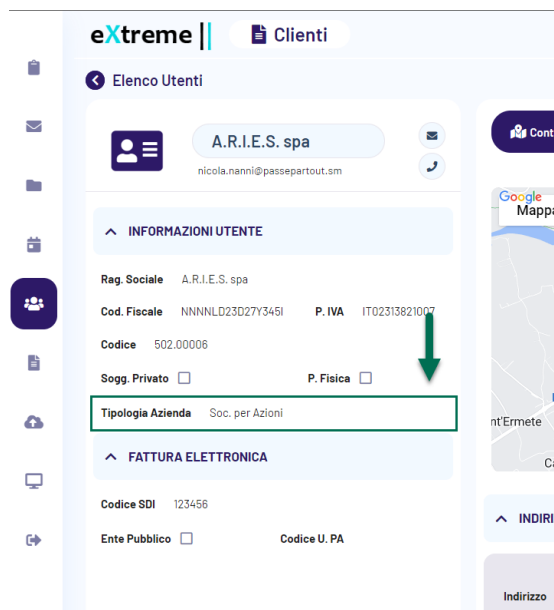 eXtreme || Clienti
Elenco Utenti
A.R.I.E.S. spa
nicola.nanni@passepartout.sm
INFORMAZIONI UTENTE
Rag. Sociale A.R.I.E.S. spa
Cod. Fiscale NNNNLD23D27Y345I P. IVA IT02313821007
Codice 502.00006
Sogg. Privato P. Fisica
Tipologia Azienda Soc. per Azioni
FATTURA ELETTRONICA
Codice SDI 123456
Ente Pubblico Codice U. PA
Cont
Google
Mappa
nt'Ermete
Ca
INDIRI
Indirizzo